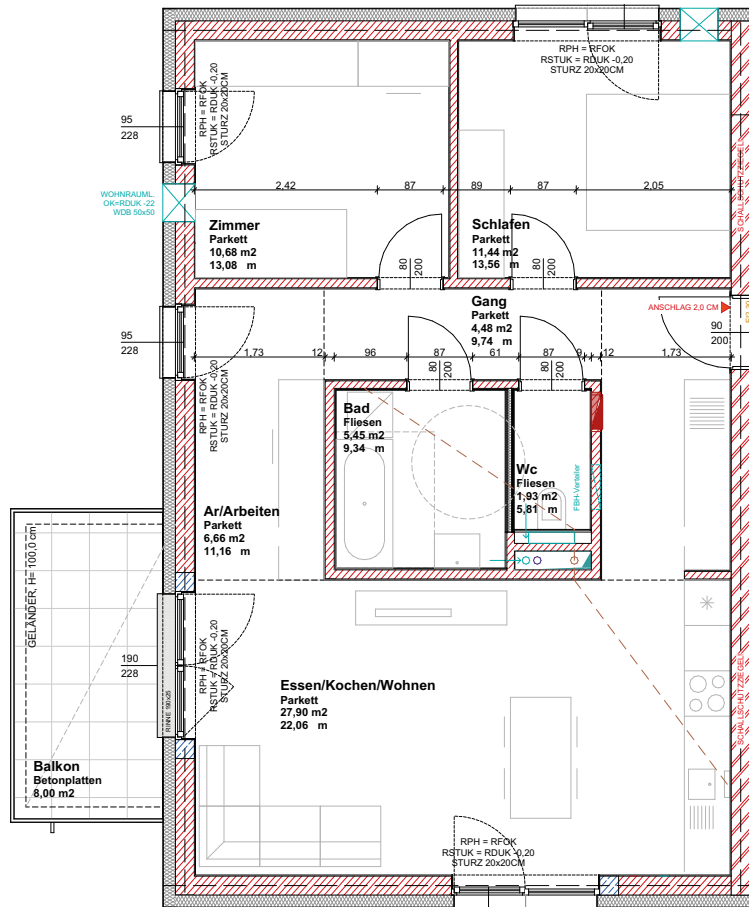 RPH = RFOK
RSTUK = RDUK -0,20
STURZ 20x20CM
95
228
RPH = RFOK
RSTUK = RDUK -0,20
STURZ 20x20CM
SCHALLSCHUTZZIEGEL
WOHNRAUML.
OK=RDUK -22
WDB 50x50
2,42
87
89
87
2,05
Zimmer
Parkett
10,68 m2
13,08 m
Schlafen
Parkett
11,44 m2
13,56 m
80
200
80
200
Gang
Parkett
4,48 m2
9,74 m
ANSCHLAG 2,0 CM
90
200
95
228
RPH = RFOK
RSTUK = RDUK -0,20
STURZ 20x20CM
1,73
12
96
87
61
87
9
12
1,73
80
200
80
200
Bad
Fliesen
5,45 m2
9,34 m
Wc
Fliesen
1,93 m2
5,81 m
FBH-Verteiler
Ar/Arbeiten
Parkett
6,66 m2
11,16 m
GELÄNDER, H= 100,0 cm
190
228
RPH = RFOK
RSTUK = RDUK -0,20
STURZ 20x20CM
Essen/Kochen/Wohnen
Parkett
27,90 m2
22,06 m
SCHALLSCHUTZZIEGEL
Balkon
Betonplatten
8,00 m2
RPH = RFOK
RSTUK = RDUK -0,20
STURZ 20x20CM